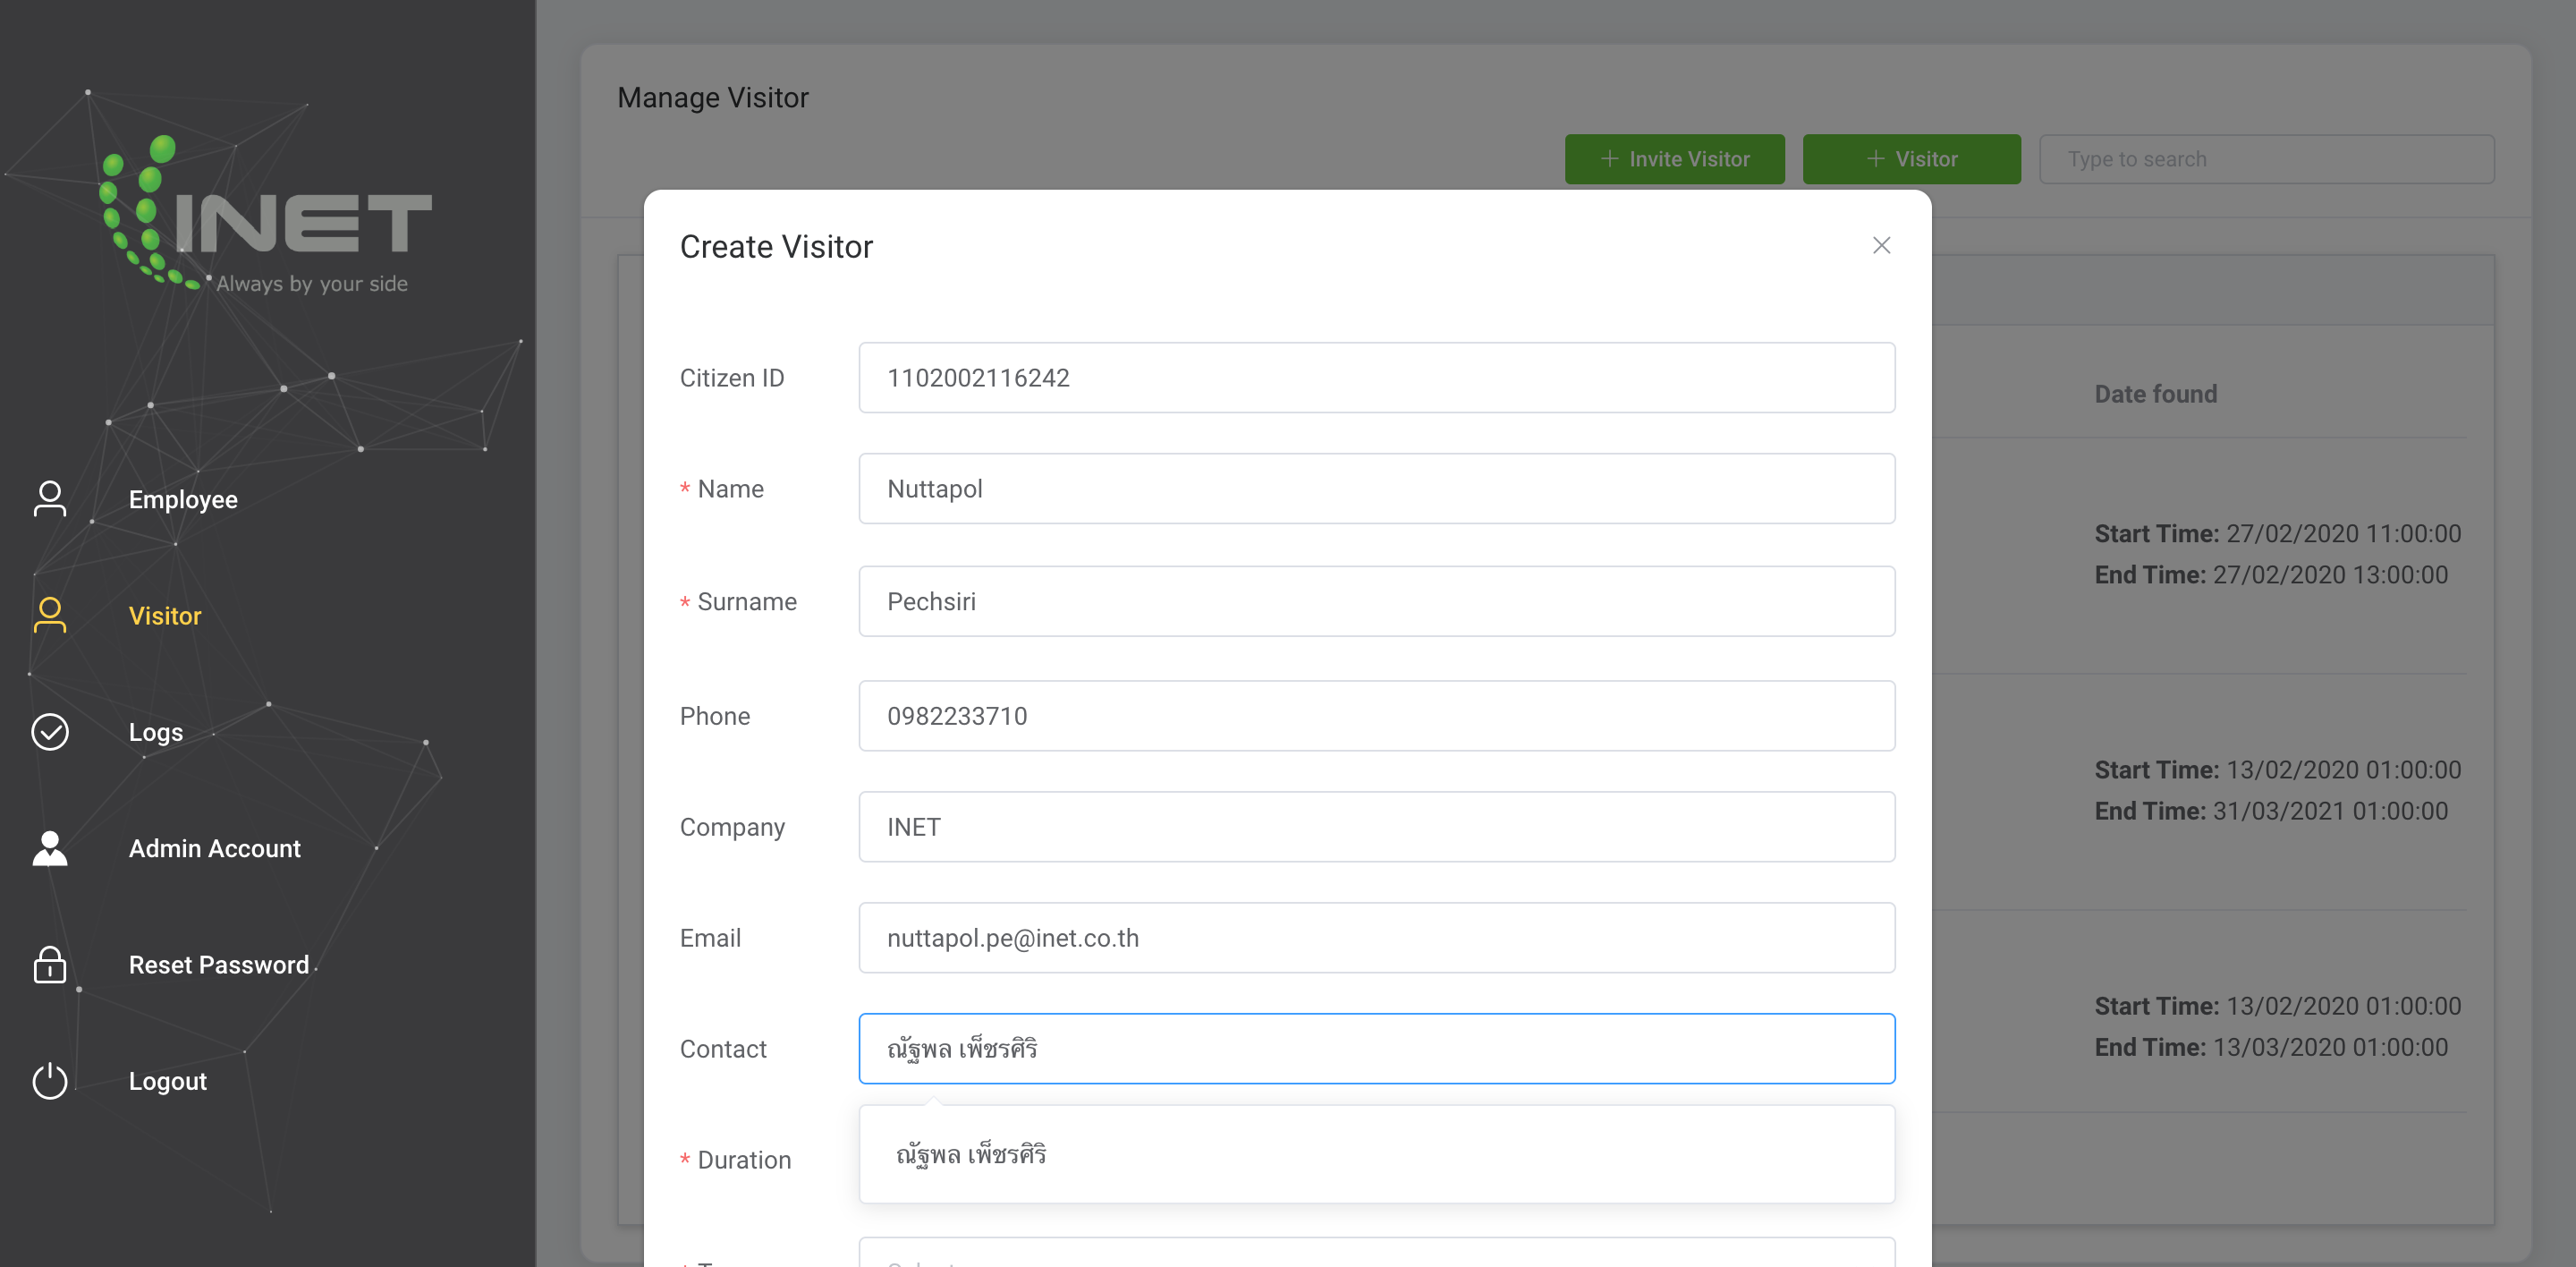 INET
Always by your side
Employee
Visitor
Logs
Admin Account
Reset Password
Logout
Manage Visitor
+ Invite Visitor
+ Visitor
Type to search
Date found
Start Time: 27/02/2020 11:00:00
End Time: 27/02/2020 13:00:00
Start Time: 13/02/2020 01:00:00
End Time: 31/03/2021 01:00:00
Start Time: 13/02/2020 01:00:00
End Time: 13/03/2020 01:00:00
Create Visitor
Citizen ID 1102002116242
* Name Nuttapol
* Surname Pechsiri
Phone 0982233710
Company INET
Email nuttapol.pe@inet.co.th
Contact ณัฐพล เพ็ชรศิริ
ณัฐพล เพ็ชรศิริ
* Duration